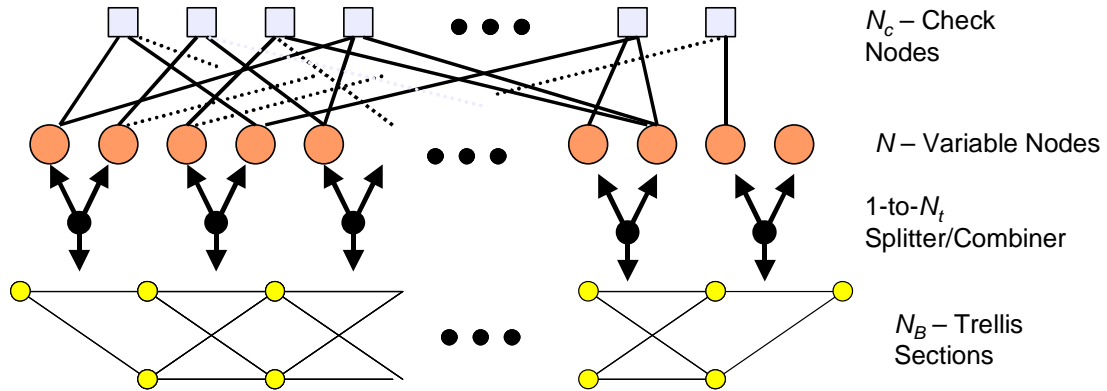 N_c – Check
Nodes
N – Variable Nodes
1-to-N_t
Splitter/Combiner
N_B – Trellis
Sections